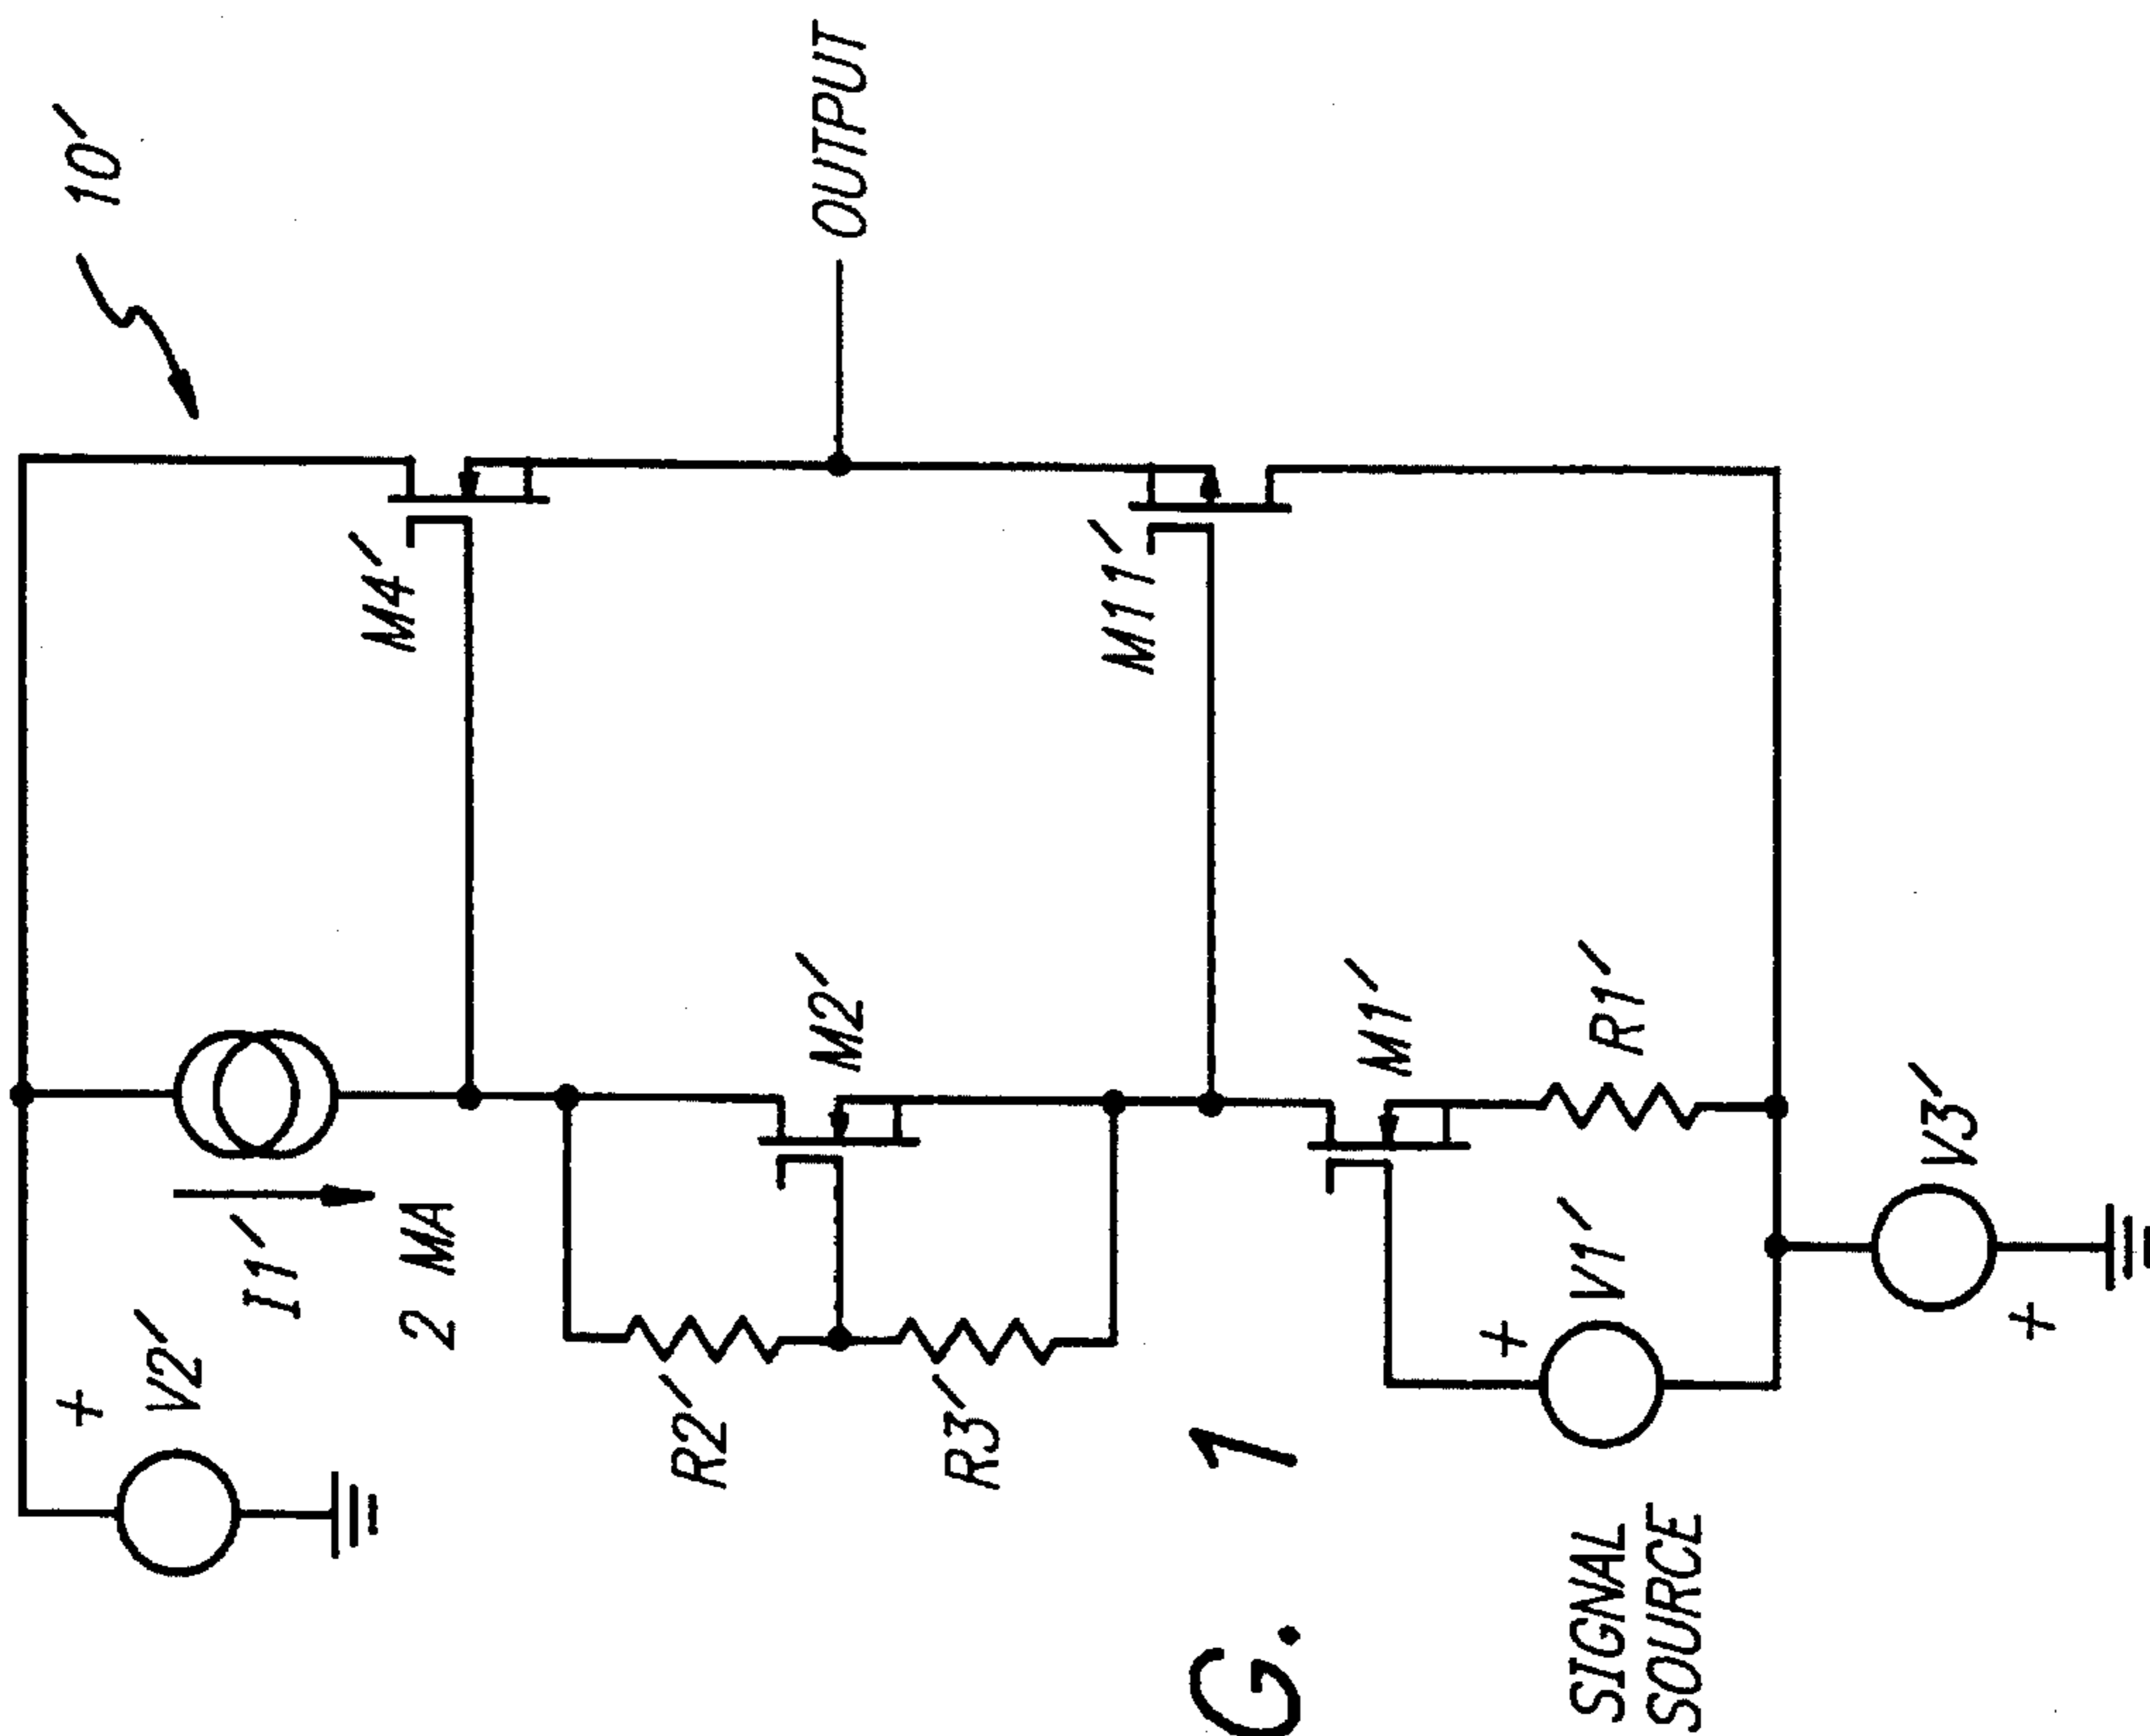 10′
OUTPUT
M4′
M11′
I1′
2 MA
V2′
+
M2′
R2′
R3′
M1′
R1′
V1′
+
SIGNAL
SOURCE
V3′
+
G. 1